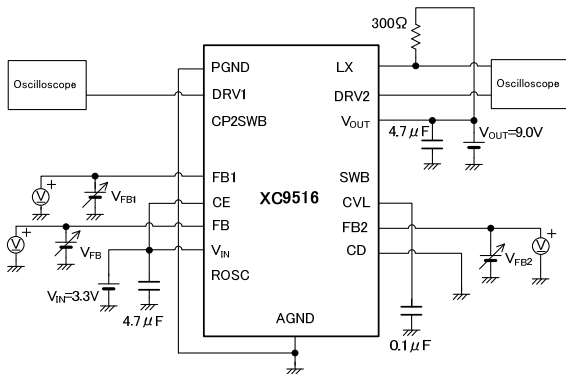 300Ω
PGND
LX
Oscilloscope
Oscilloscope
DRV1
DRV2
CP2SWB
VOUT
4.7μF
VOUT=9.0V
FB1
SWB
XC9516
V
+
VFB1
CE
CVL
FB
FB2
V
+
VFB
VIN
CD
VFB2
V
+
ROSC
VIN=3.3V
4.7μF
AGND
0.1μF